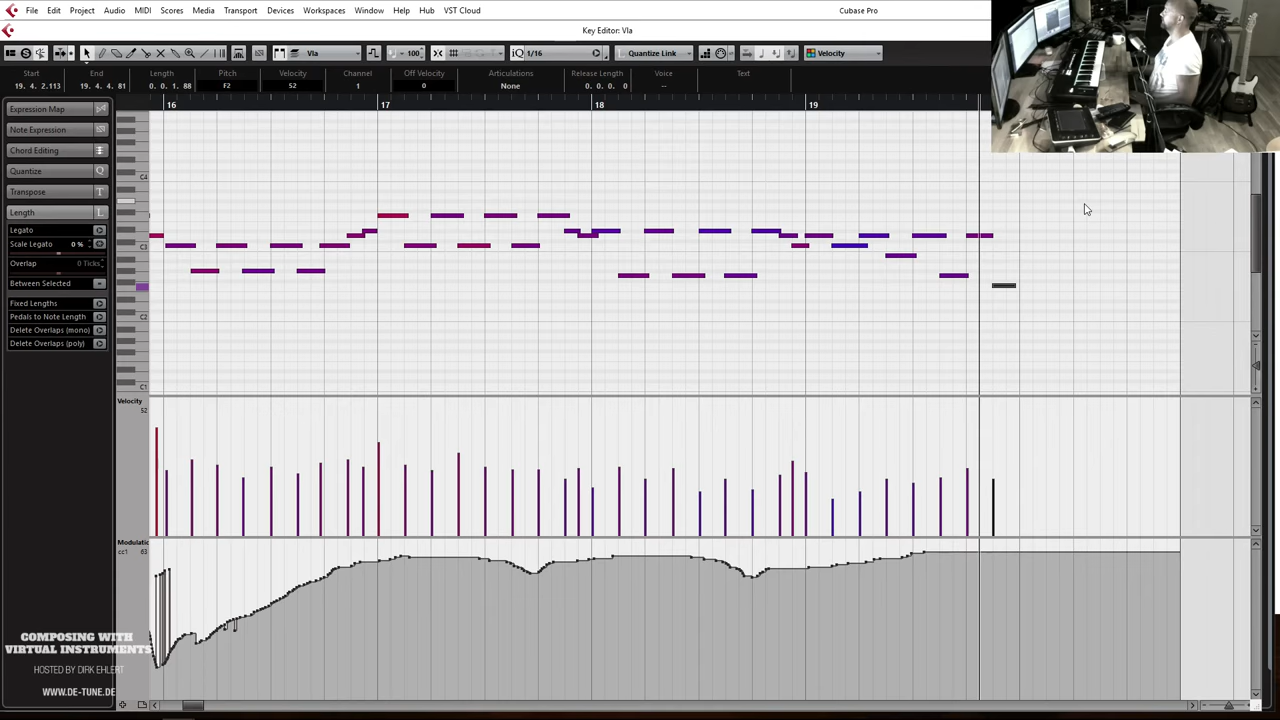 File Edit Project Audio MIDI Scores Media Transport Devices Workspaces Window Help Hub VST Cloud Cubase Pro
Key Editor: Vla
Vla 100 iQ 1/16 Quantize Link Velocity
Start End Length Pitch Velocity Channel Off Velocity Articulations Release Length Voice Text
19. 4. 2.113 19. 4. 4. 81 0. 0. 1. 88 F2 52 1 0 None 0. 0. 0. 0 --
16 17 18 19
Expression Map
Note Expression
Chord Editing
Quantize Q
Transpose T
Length L
Legato
Scale Legato 0 %
Overlap 0 Ticks
Between Selected
Fixed Lengths
Pedals to Note Length
Delete Overlaps (mono)
Delete Overlaps (poly)
C4
C3
C2
C1
Velocity
52
Modulatio
cc1 63
COMPOSING WITH
VIRTUAL INSTRUMENTS
HOSTED BY DIRK EHLERT
WWW.DE-TUNE.DE